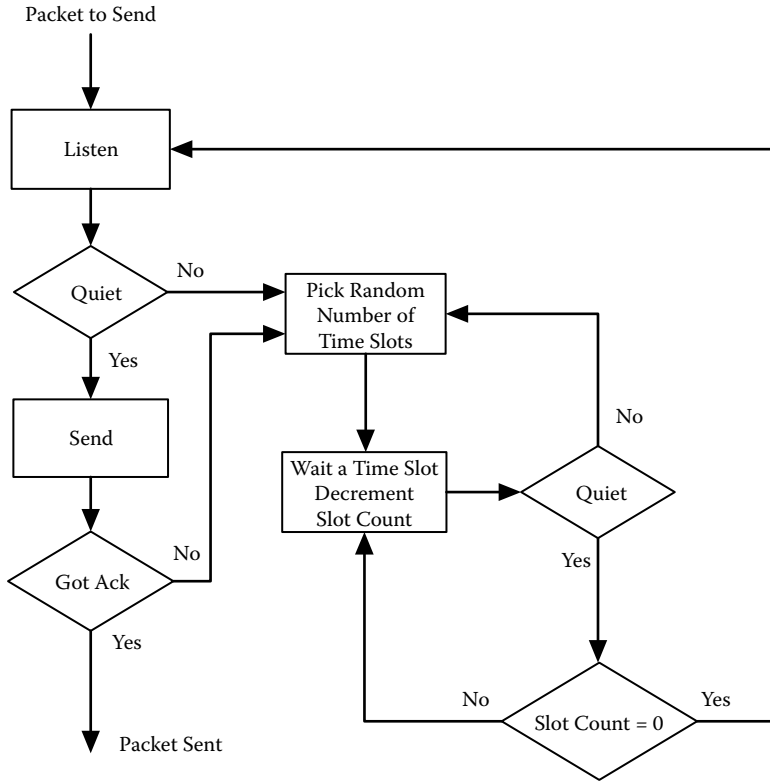 Packet to Send
Listen
Quiet
No
Yes
Pick Random
Number of
Time Slots
Send
No
Wait a Time Slot
Decrement
Slot Count
Quiet
No
Got Ack
Yes
Yes
No
Slot Count = 0
Yes
Packet Sent